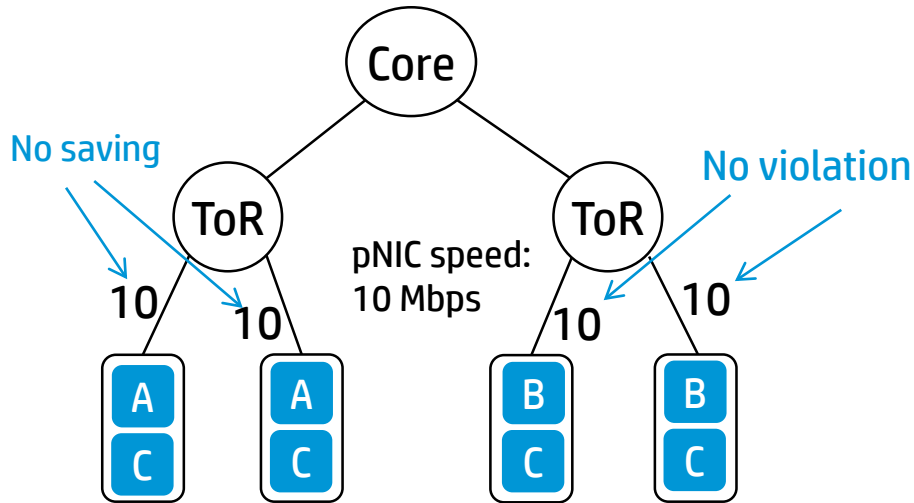 Core
No saving
No violation
ToR
ToR
pNIC speed:
10 Mbps
10
10
10
10
A
A
B
B
C
C
C
C